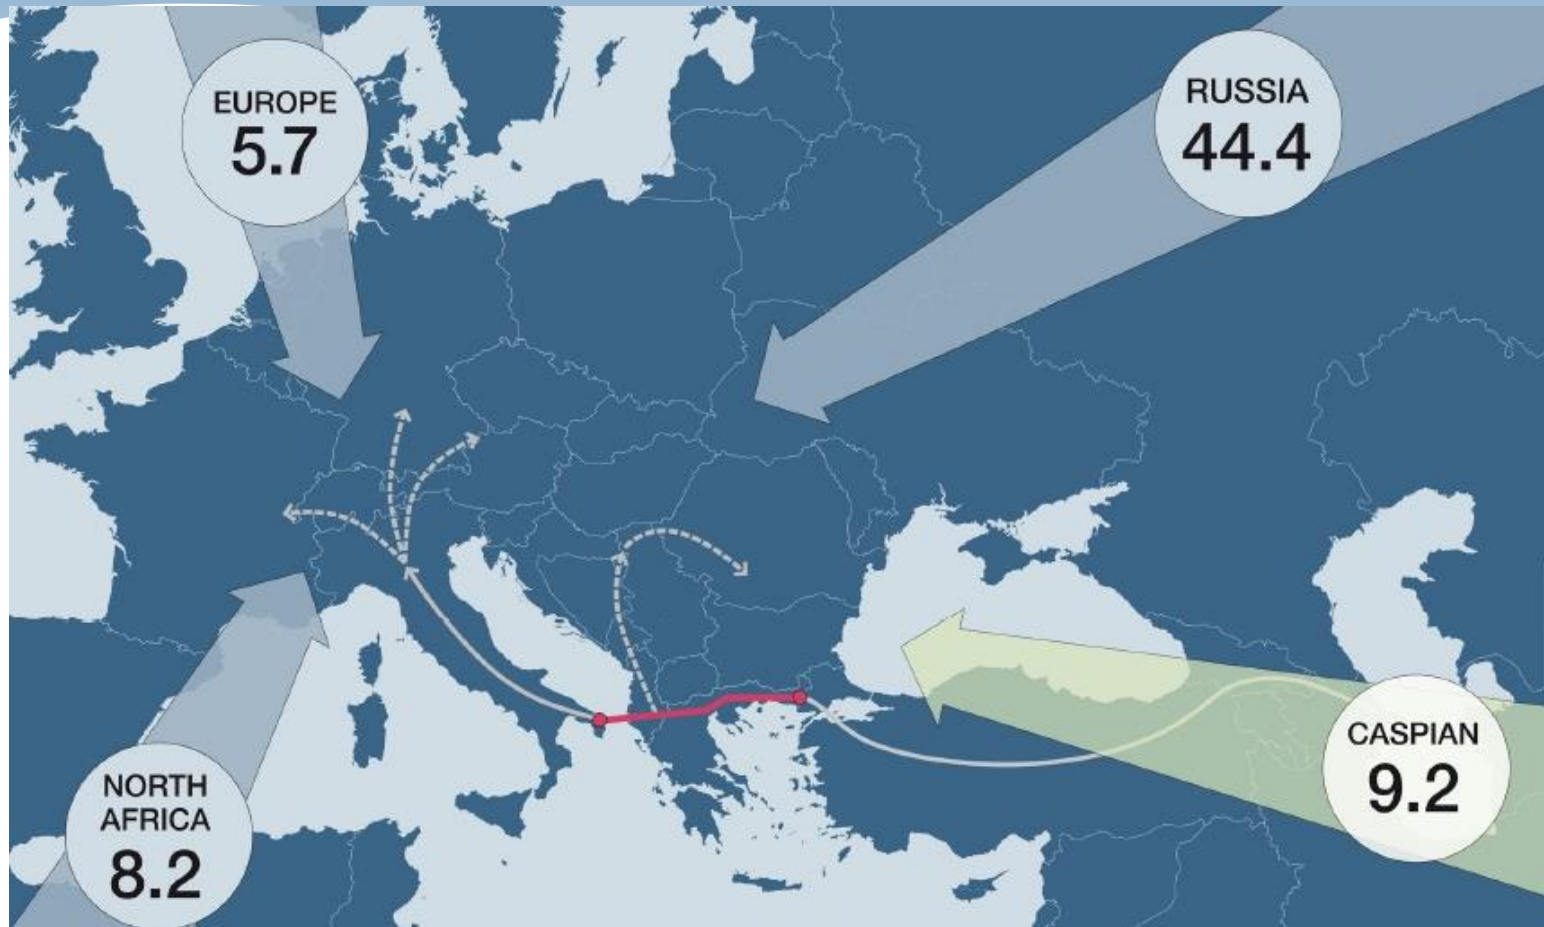 EUROPE
5.7
RUSSIA
44.4
NORTH
AFRICA
8.2
CASPIAN
9.2